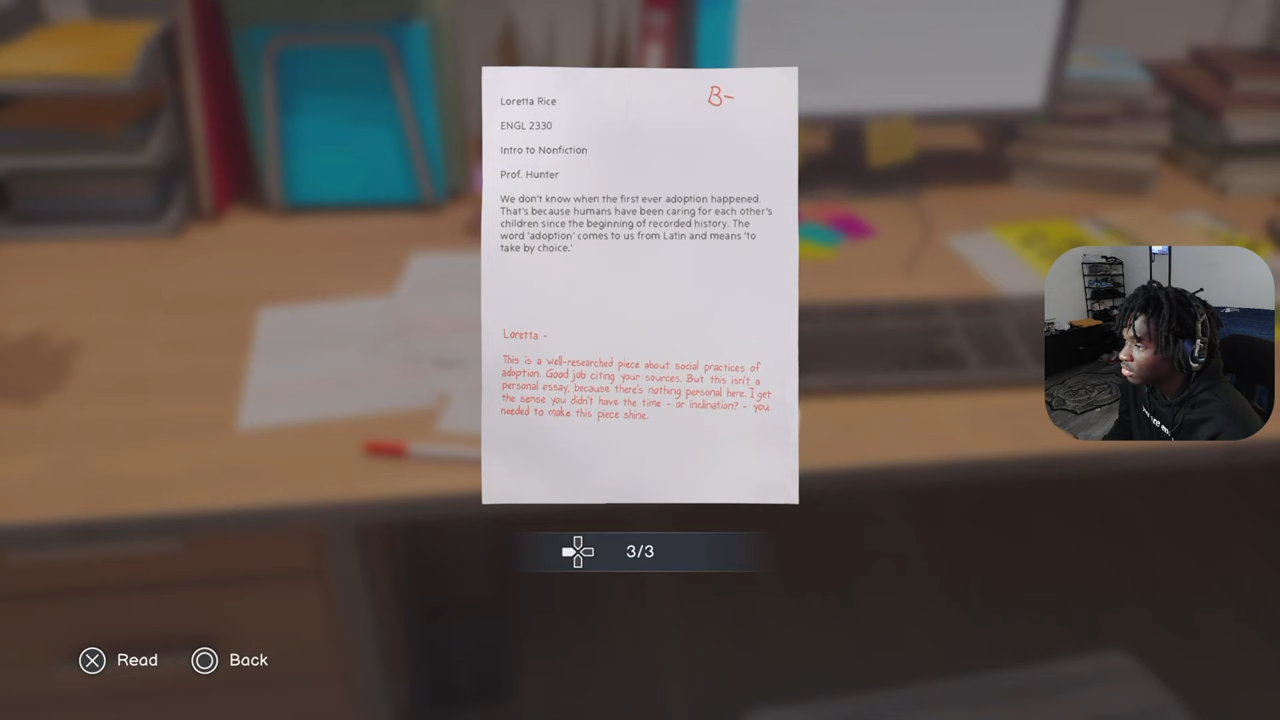 B-
Loretta Rice
ENGL 2330
Intro to Nonfiction
Prof. Hunter
We don't know when the first ever adoption happened.
That's because humans have been caring for each other's
children since the beginning of recorded history. The
word 'adoption' comes to us from Latin and means 'to
take by choice.'
Loretta -
This is a well-researched piece about social practices of
adoption. Good job citing your sources. But this isn't a
personal essay, because there's nothing personal here. I get
the sense you didn't have the time - or inclination? - you
needed to make this piece shine.
3/3
Read
Back